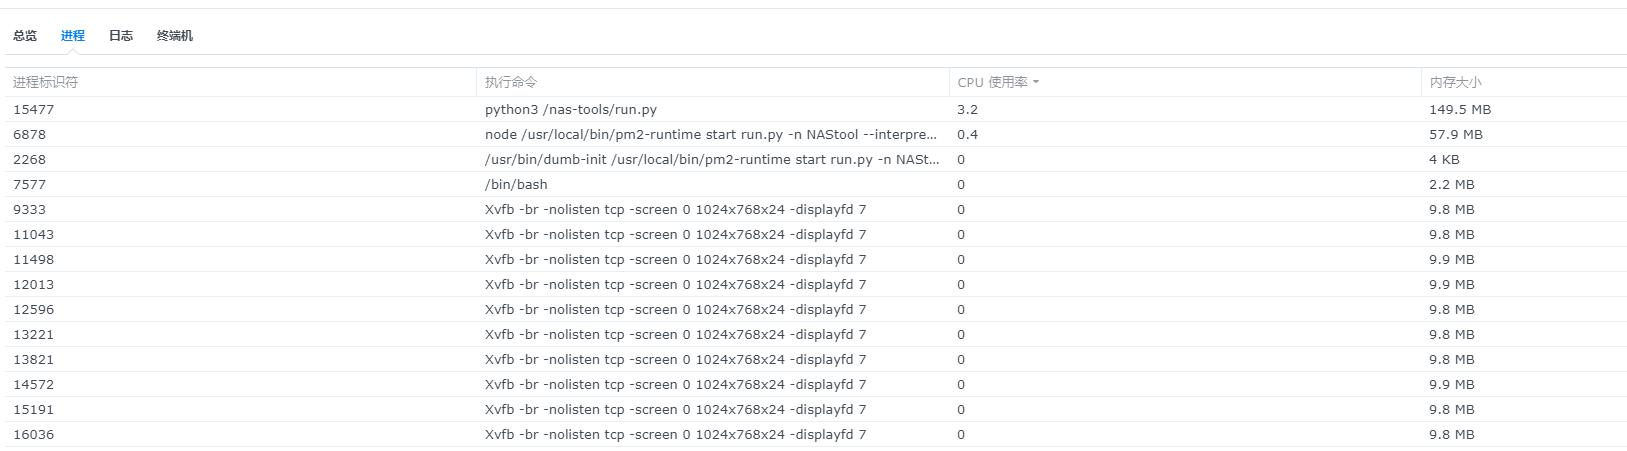 总览 进程 日志 终端机
进程标识符 执行命令 CPU 使用率 内存大小
15477 python3 /nas-tools/run.py 3.2 149.5 MB
6878 node /usr/local/bin/pm2-runtime start run.py -n NAStool --interpre... 0.4 57.9 MB
2268 /usr/bin/dumb-init /usr/local/bin/pm2-runtime start run.py -n NASt... 0 4 KB
7577 /bin/bash 0 2.2 MB
9333 Xvfb -br -nolisten tcp -screen 0 1024x768x24 -displayfd 7 0 9.8 MB
11043 Xvfb -br -nolisten tcp -screen 0 1024x768x24 -displayfd 7 0 9.8 MB
11498 Xvfb -br -nolisten tcp -screen 0 1024x768x24 -displayfd 7 0 9.9 MB
12013 Xvfb -br -nolisten tcp -screen 0 1024x768x24 -displayfd 7 0 9.9 MB
12596 Xvfb -br -nolisten tcp -screen 0 1024x768x24 -displayfd 7 0 9.8 MB
13221 Xvfb -br -nolisten tcp -screen 0 1024x768x24 -displayfd 7 0 9.8 MB
13821 Xvfb -br -nolisten tcp -screen 0 1024x768x24 -displayfd 7 0 9.8 MB
14572 Xvfb -br -nolisten tcp -screen 0 1024x768x24 -displayfd 7 0 9.9 MB
15191 Xvfb -br -nolisten tcp -screen 0 1024x768x24 -displayfd 7 0 9.8 MB
16036 Xvfb -br -nolisten tcp -screen 0 1024x768x24 -displayfd 7 0 9.8 MB